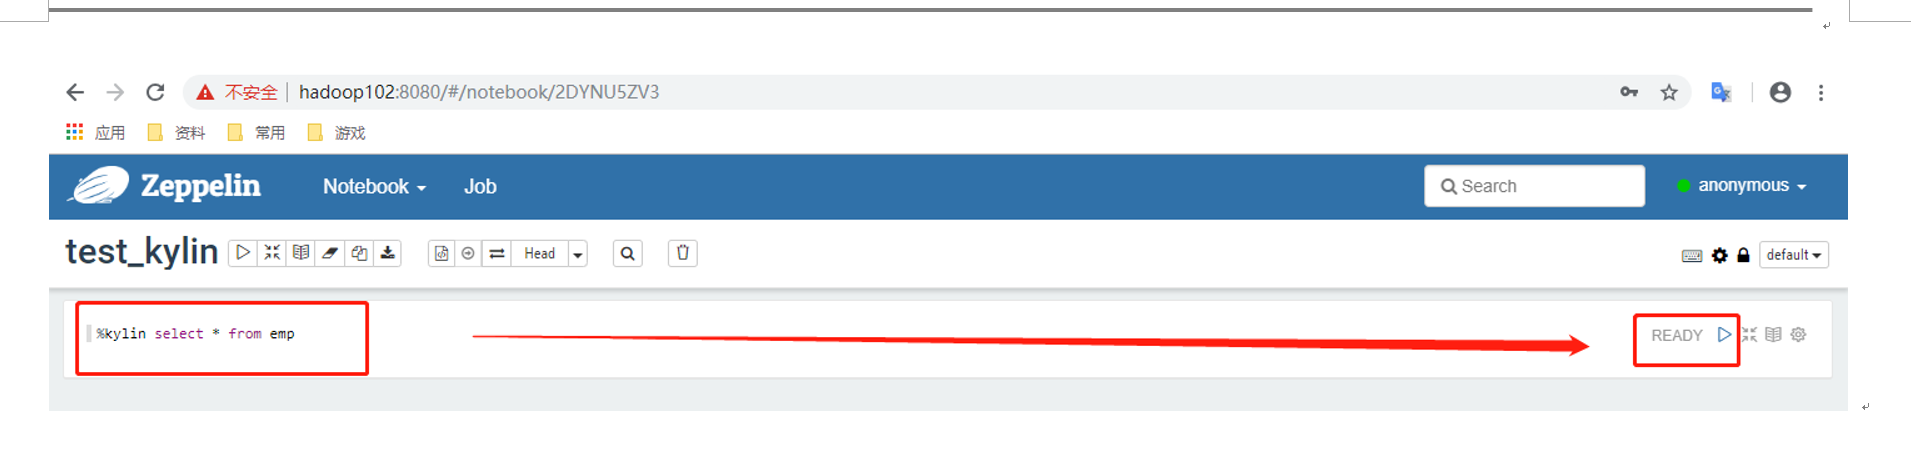 不安全 hadoop102:8080/#/notebook/2DYNU5ZV3
应用 资料 常用 游戏
Zeppelin Notebook Job Search anonymous
test_kylin Head default
%kylin select * from emp READY